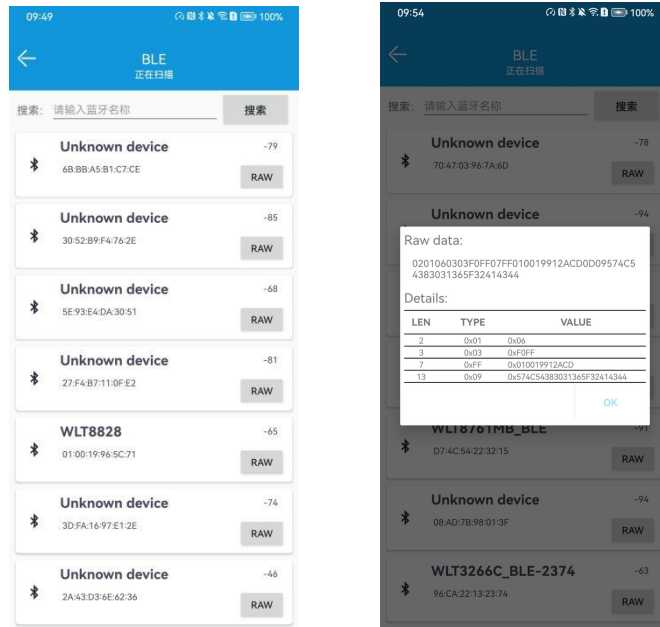 09:49
100%
BLE
正在扫描
搜索: 请输入蓝牙名称 搜索
Unknown device -79
6B:BB:A5:B1:C7:CE
RAW
Unknown device -85
30:52:B9:F4:76:2E
RAW
Unknown device -68
5E:93:E4:DA:30:51
RAW
Unknown device -81
27:F4:B7:11:0F:E2
RAW
WLT8828 -65
01:00:19:96:5C:71
RAW
Unknown device -74
3D:FA:16:97:E1:2E
RAW
Unknown device -46
2A:43:D3:6E:62:36
RAW
09:54
100%
BLE
正在扫描
搜索: 请输入蓝牙名称 搜索
Unknown device -78
70:47:03:96:7A:6D
RAW
Unknown device -94
Raw data:
0201060303F0FF07FF010019912ACD0D09574C5
4383031365F32414344
Details:
LEN TYPE VALUE
2 0x01 0x06
3 0x03 0xF0FF
7 0xFF 0x010019912ACD
13 0x09 0x574C54383031365F32414344
OK
WLT8761MB_BLE -91
D7:4C:54:22:32:15
RAW
Unknown device -94
08:AD:7B:98:01:3F
RAW
WLT3266C_BLE-2374 -63
96:CA:22:13:23:74
RAW